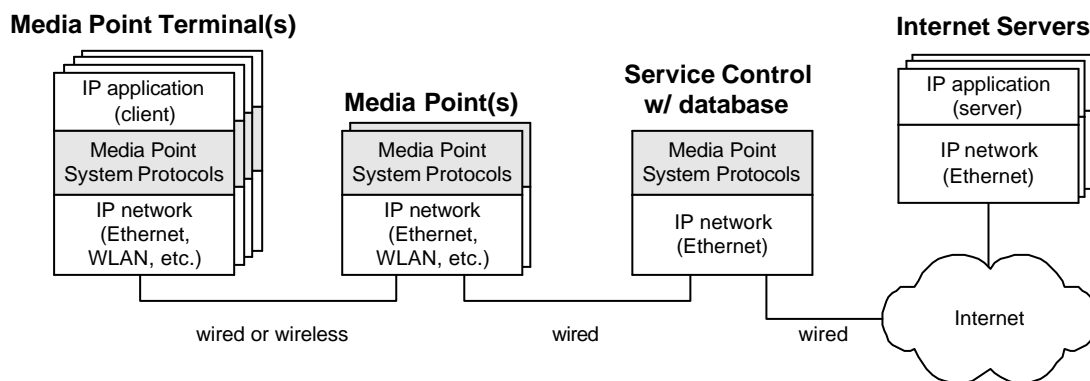 Media Point Terminal(s)
IP application
(client)
Media Point
System Protocols
IP network
(Ethernet,
WLAN, etc.)
Media Point(s)
Media Point
System Protocols
IP network
(Ethernet,
WLAN, etc.)
Service Control
w/ database
Media Point
System Protocols
IP network
(Ethernet)
Internet Servers
IP application
(server)
IP network
(Ethernet)
wired or wireless
wired
wired
Internet